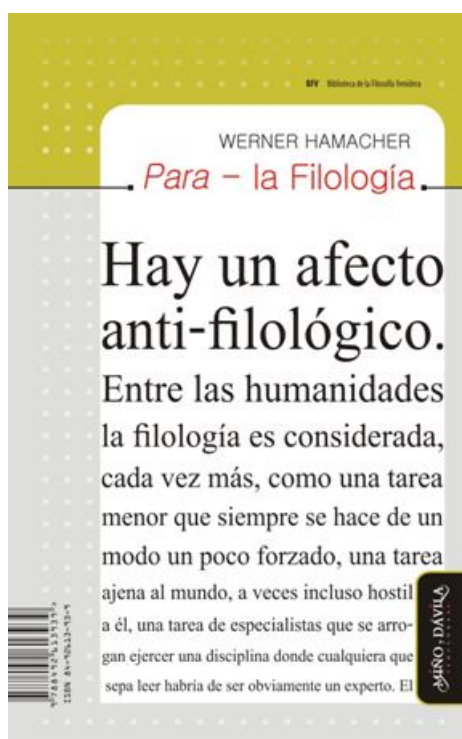 BFV Biblioteca de la Filosofía Venidera
WERNER HAMACHER
Para – la Filología
Hay un afecto
anti-filológico.
Entre las humanidades
la filología es considerada,
cada vez más, como una tarea
menor que siempre se hace de un
modo un poco forzado, una tarea
ajena al mundo, a veces incluso hostil
a él, una tarea de especialistas que se arro-
gan ejercer una disciplina donde cualquiera que
sepa leer habría de ser obviamente un experto. El
MIÑO y DÁVILA